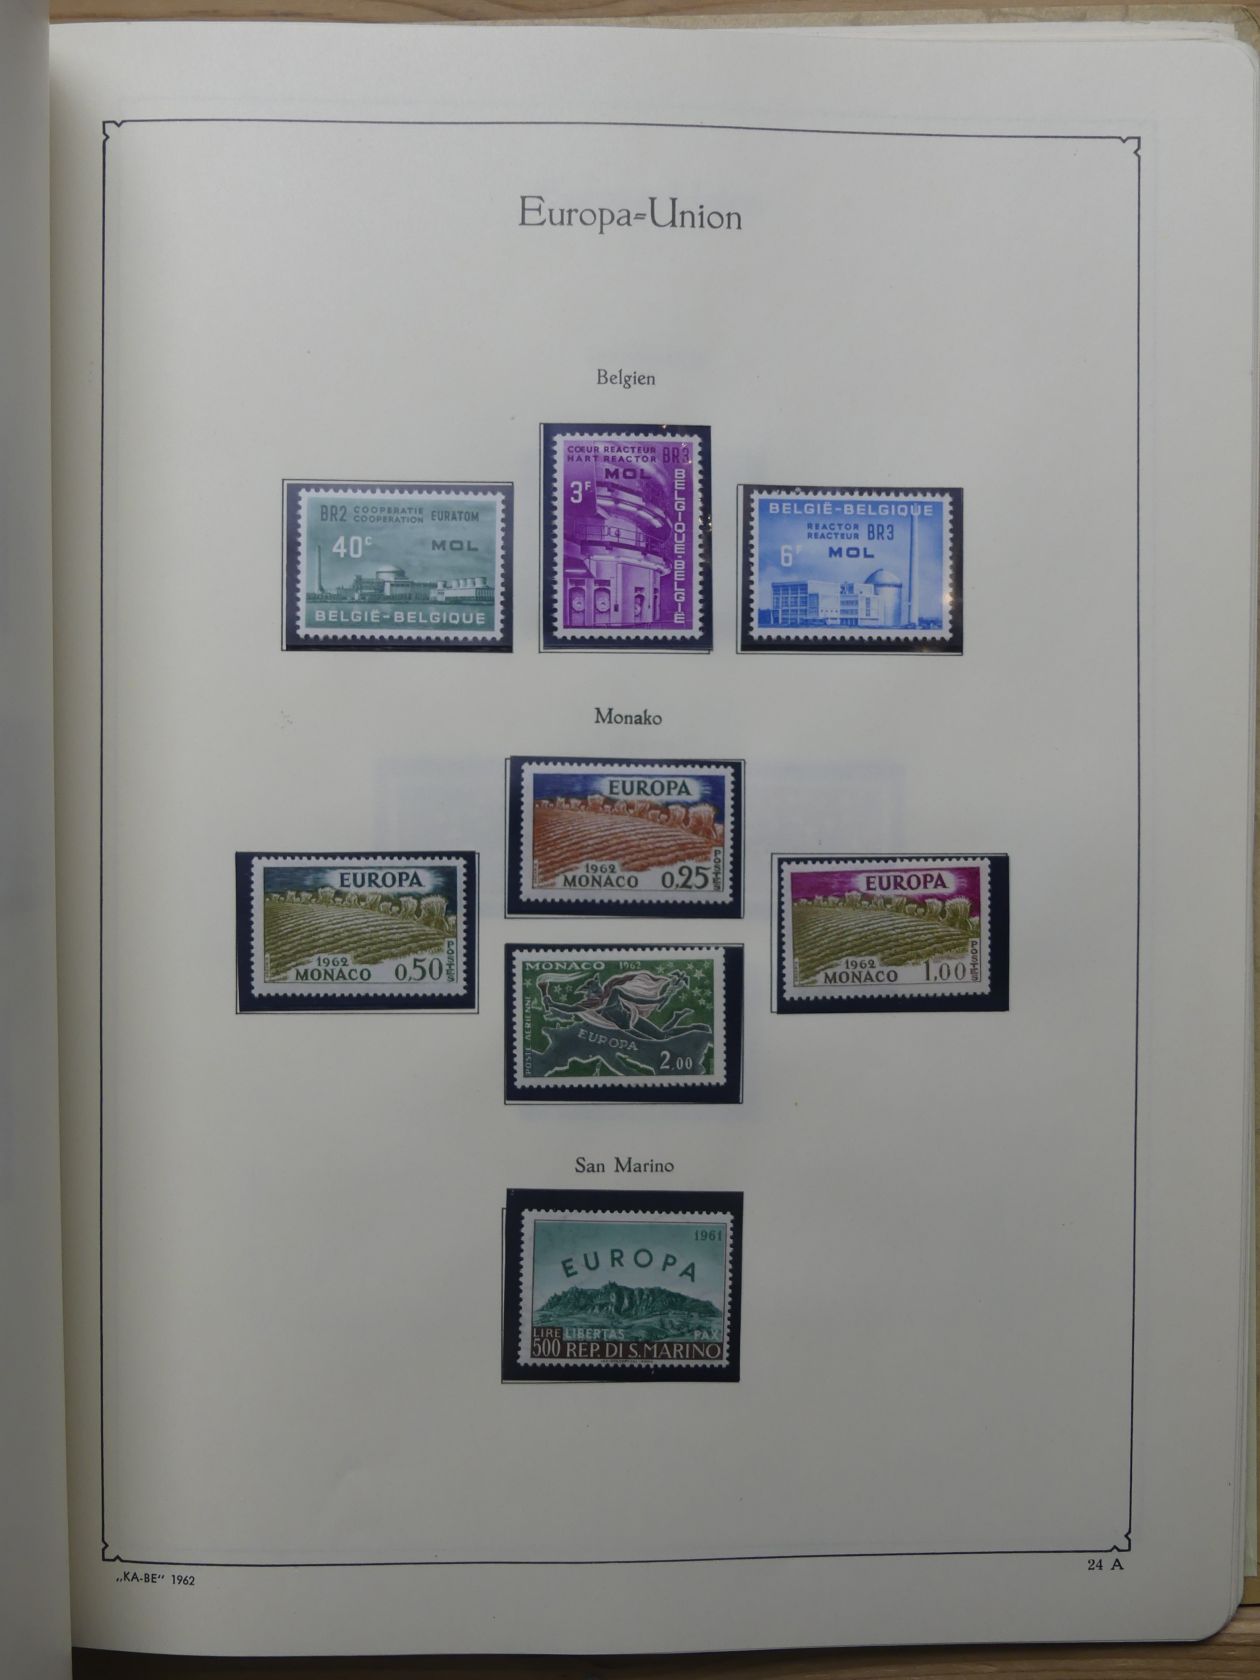 Europa=Union
Belgien
BR2 COOPERATIE EURATOM
COOPERATION
40c MOL
BELGIË-BELGIQUE
CŒUR REACTEUR BR3
HART REACTOR
MOL
3F
BELGIQUE-BELGIË
BELGIË-BELGIQUE
REACTOR BR3
REACTEUR
6F MOL
Monako
EUROPA
1962
MONACO 0,25
POSTES
EUROPA
1962
MONACO 0,50
POSTES
EUROPA
1962
MONACO 1,00
POSTES
MONACO 1962
POSTE AERIENNE
EUROPA
2,00
San Marino
1961
EUROPA
LIRE LIBERTAS PAX
500 REP. DI S. MARINO
„KA-BE“ 1962
24 A